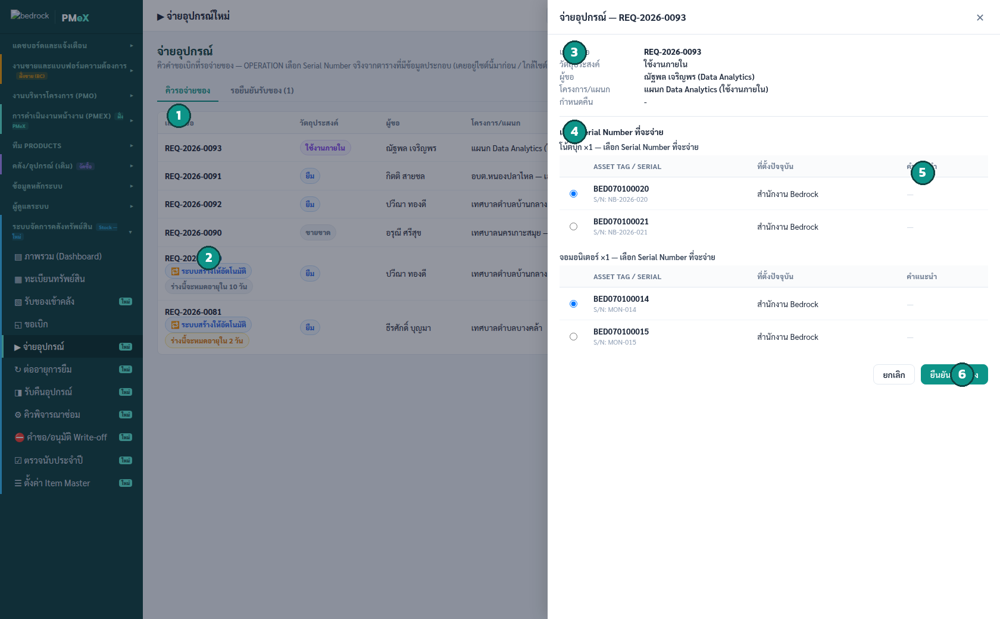 bedrock
PMeX
แดชบอร์ดและแจ้งเตือน
งานขายและแบบฟอร์มความต้องการ
ฝั่งขาย (BC)
งานบริหารโครงการ (PMO)
การดำเนินงานหน้างาน (PMEX) ฝั่ง
PMeX
ทีม PRODUCTS
คลัง/อุปกรณ์ (เดิม) จัดซื้อ
ข้อมูลหลักระบบ
ผู้ดูแลระบบ
ระบบจัดการคลังทรัพย์สิน Stock —
ใหม่
ภาพรวม (Dashboard)
ทะเบียนทรัพย์สิน
รับของเข้าคลัง ใหม่
ขอเบิก
จ่ายอุปกรณ์ ใหม่
ต่ออายุการยืม ใหม่
รับคืนอุปกรณ์ ใหม่
คิวพิจารณาซ่อม ใหม่
คำขอ/อนุมัติ Write-off ใหม่
ตรวจนับประจำปี ใหม่
ตั้งค่า Item Master ใหม่
▶ จ่ายอุปกรณ์ใหม่
จ่ายอุปกรณ์
คิวคำขอเบิกที่รอจ่ายของ — OPERATION เลือก Serial Number จริงจากตารางที่มีข้อมูลประกอบ (เคยอยู่ไซต์นี้มาก่อน / ใกล้ไซต์
คิวรอจ่ายของ รอยืนยันรับของ (1)
1
วัตถุประสงค์ ผู้ขอ โครงการ/แผนก
REQ-2026-0093 ใช้งานภายใน ณัฐพล เจริญพร แผนก Data Analytics
REQ-2026-0091 ยืม กิตติ สายชล อบต.หนองปลาไหล —
REQ-2026-0092 ยืม ปวีณา ทองดี เทศบาลตำบลบ้านกลาง
REQ-2026-0090 ขายขาด อรุณี ศรีสุข เทศบาลนครเกาะสมุย —
2
ระบบสร้างให้อัตโนมัติ ยืม ปวีณา ทองดี เทศบาลตำบลบ้านกลาง
ร่างนี้จะหมดอายุใน 10 วัน
REQ-2026-0081
ระบบสร้างให้อัตโนมัติ ยืม ธีรศักดิ์ บุญมา เทศบาลตำบลบางคล้า
ร่างนี้จะหมดอายุใน 2 วัน
จ่ายอุปกรณ์ — REQ-2026-0093 ✕
3 REQ-2026-0093
วัตถุประสงค์ ใช้งานภายใน
ผู้ขอ ณัฐพล เจริญพร (Data Analytics)
โครงการ/แผนก แผนก Data Analytics (ใช้งานภายใน)
กำหนดคืน -
4 Serial Number ที่จะจ่าย
โน้ตบุ๊ก ×1 — เลือก Serial Number ที่จะจ่าย
ASSET TAG / SERIAL ที่ตั้งปัจจุบัน 5
BED070100020 สำนักงาน Bedrock —
S/N: NB-2026-020
BED070100021 สำนักงาน Bedrock —
S/N: NB-2026-021
จอมอนิเตอร์ ×1 — เลือก Serial Number ที่จะจ่าย
ASSET TAG / SERIAL ที่ตั้งปัจจุบัน คำแนะนำ
BED070100014 สำนักงาน Bedrock —
S/N: MON-014
BED070100015 สำนักงาน Bedrock —
S/N: MON-015
ยกเลิก ยืนยัน 6